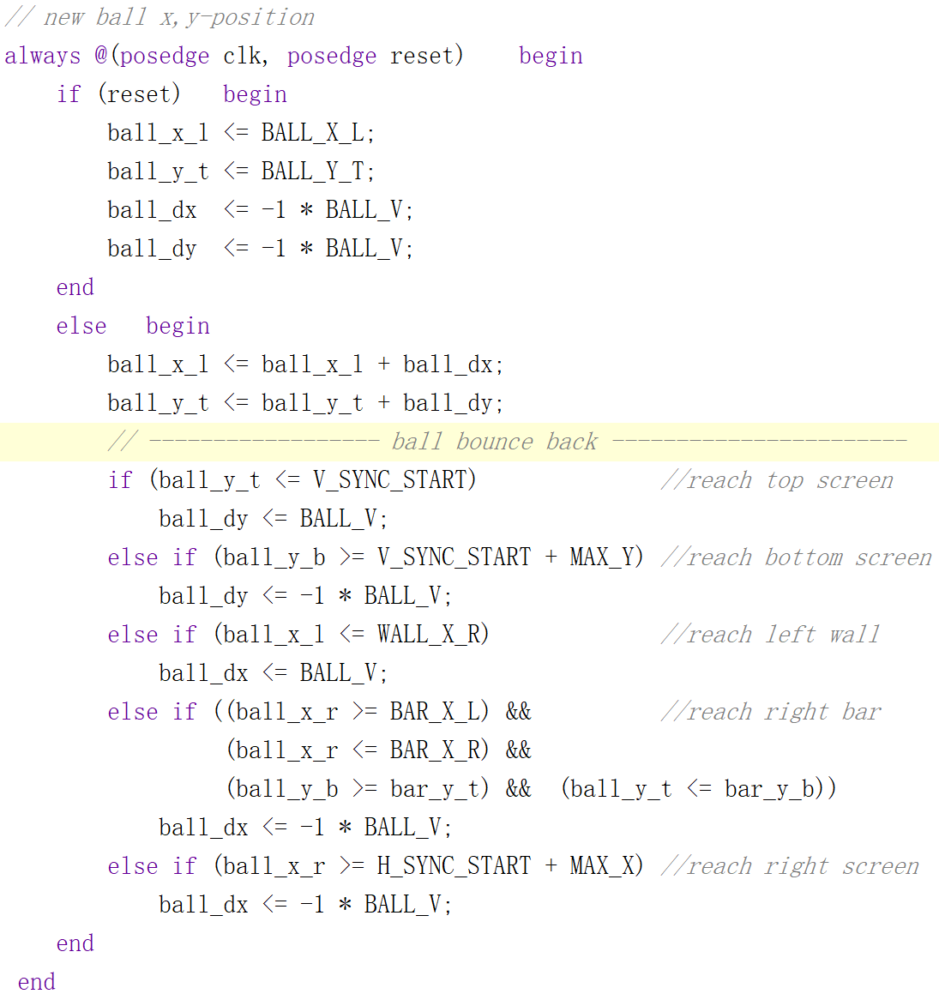 // new ball x,y-position
always @(posedge clk, posedge reset)    begin
    if (reset)   begin
        ball_x_l <= BALL_X_L;
        ball_y_t <= BALL_Y_T;
        ball_dx  <= -1 * BALL_V;
        ball_dy  <= -1 * BALL_V;
    end
    else   begin
        ball_x_l <= ball_x_l + ball_dx;
        ball_y_t <= ball_y_t + ball_dy;
        // ------------------ ball bounce back -----------------------
        if (ball_y_t <= V_SYNC_START)              //reach top screen
            ball_dy <= BALL_V;
        else if (ball_y_b >= V_SYNC_START + MAX_Y) //reach bottom screen
            ball_dy <= -1 * BALL_V;
        else if (ball_x_l <= WALL_X_R)             //reach left wall
            ball_dx <= BALL_V;
        else if ((ball_x_r >= BAR_X_L) &&          //reach right bar
                 (ball_x_r <= BAR_X_R) &&
                 (ball_y_b >= bar_y_t) &&  (ball_y_t <= bar_y_b))
            ball_dx <= -1 * BALL_V;
        else if (ball_x_r >= H_SYNC_START + MAX_X) //reach right screen
            ball_dx <= -1 * BALL_V;
    end
 end